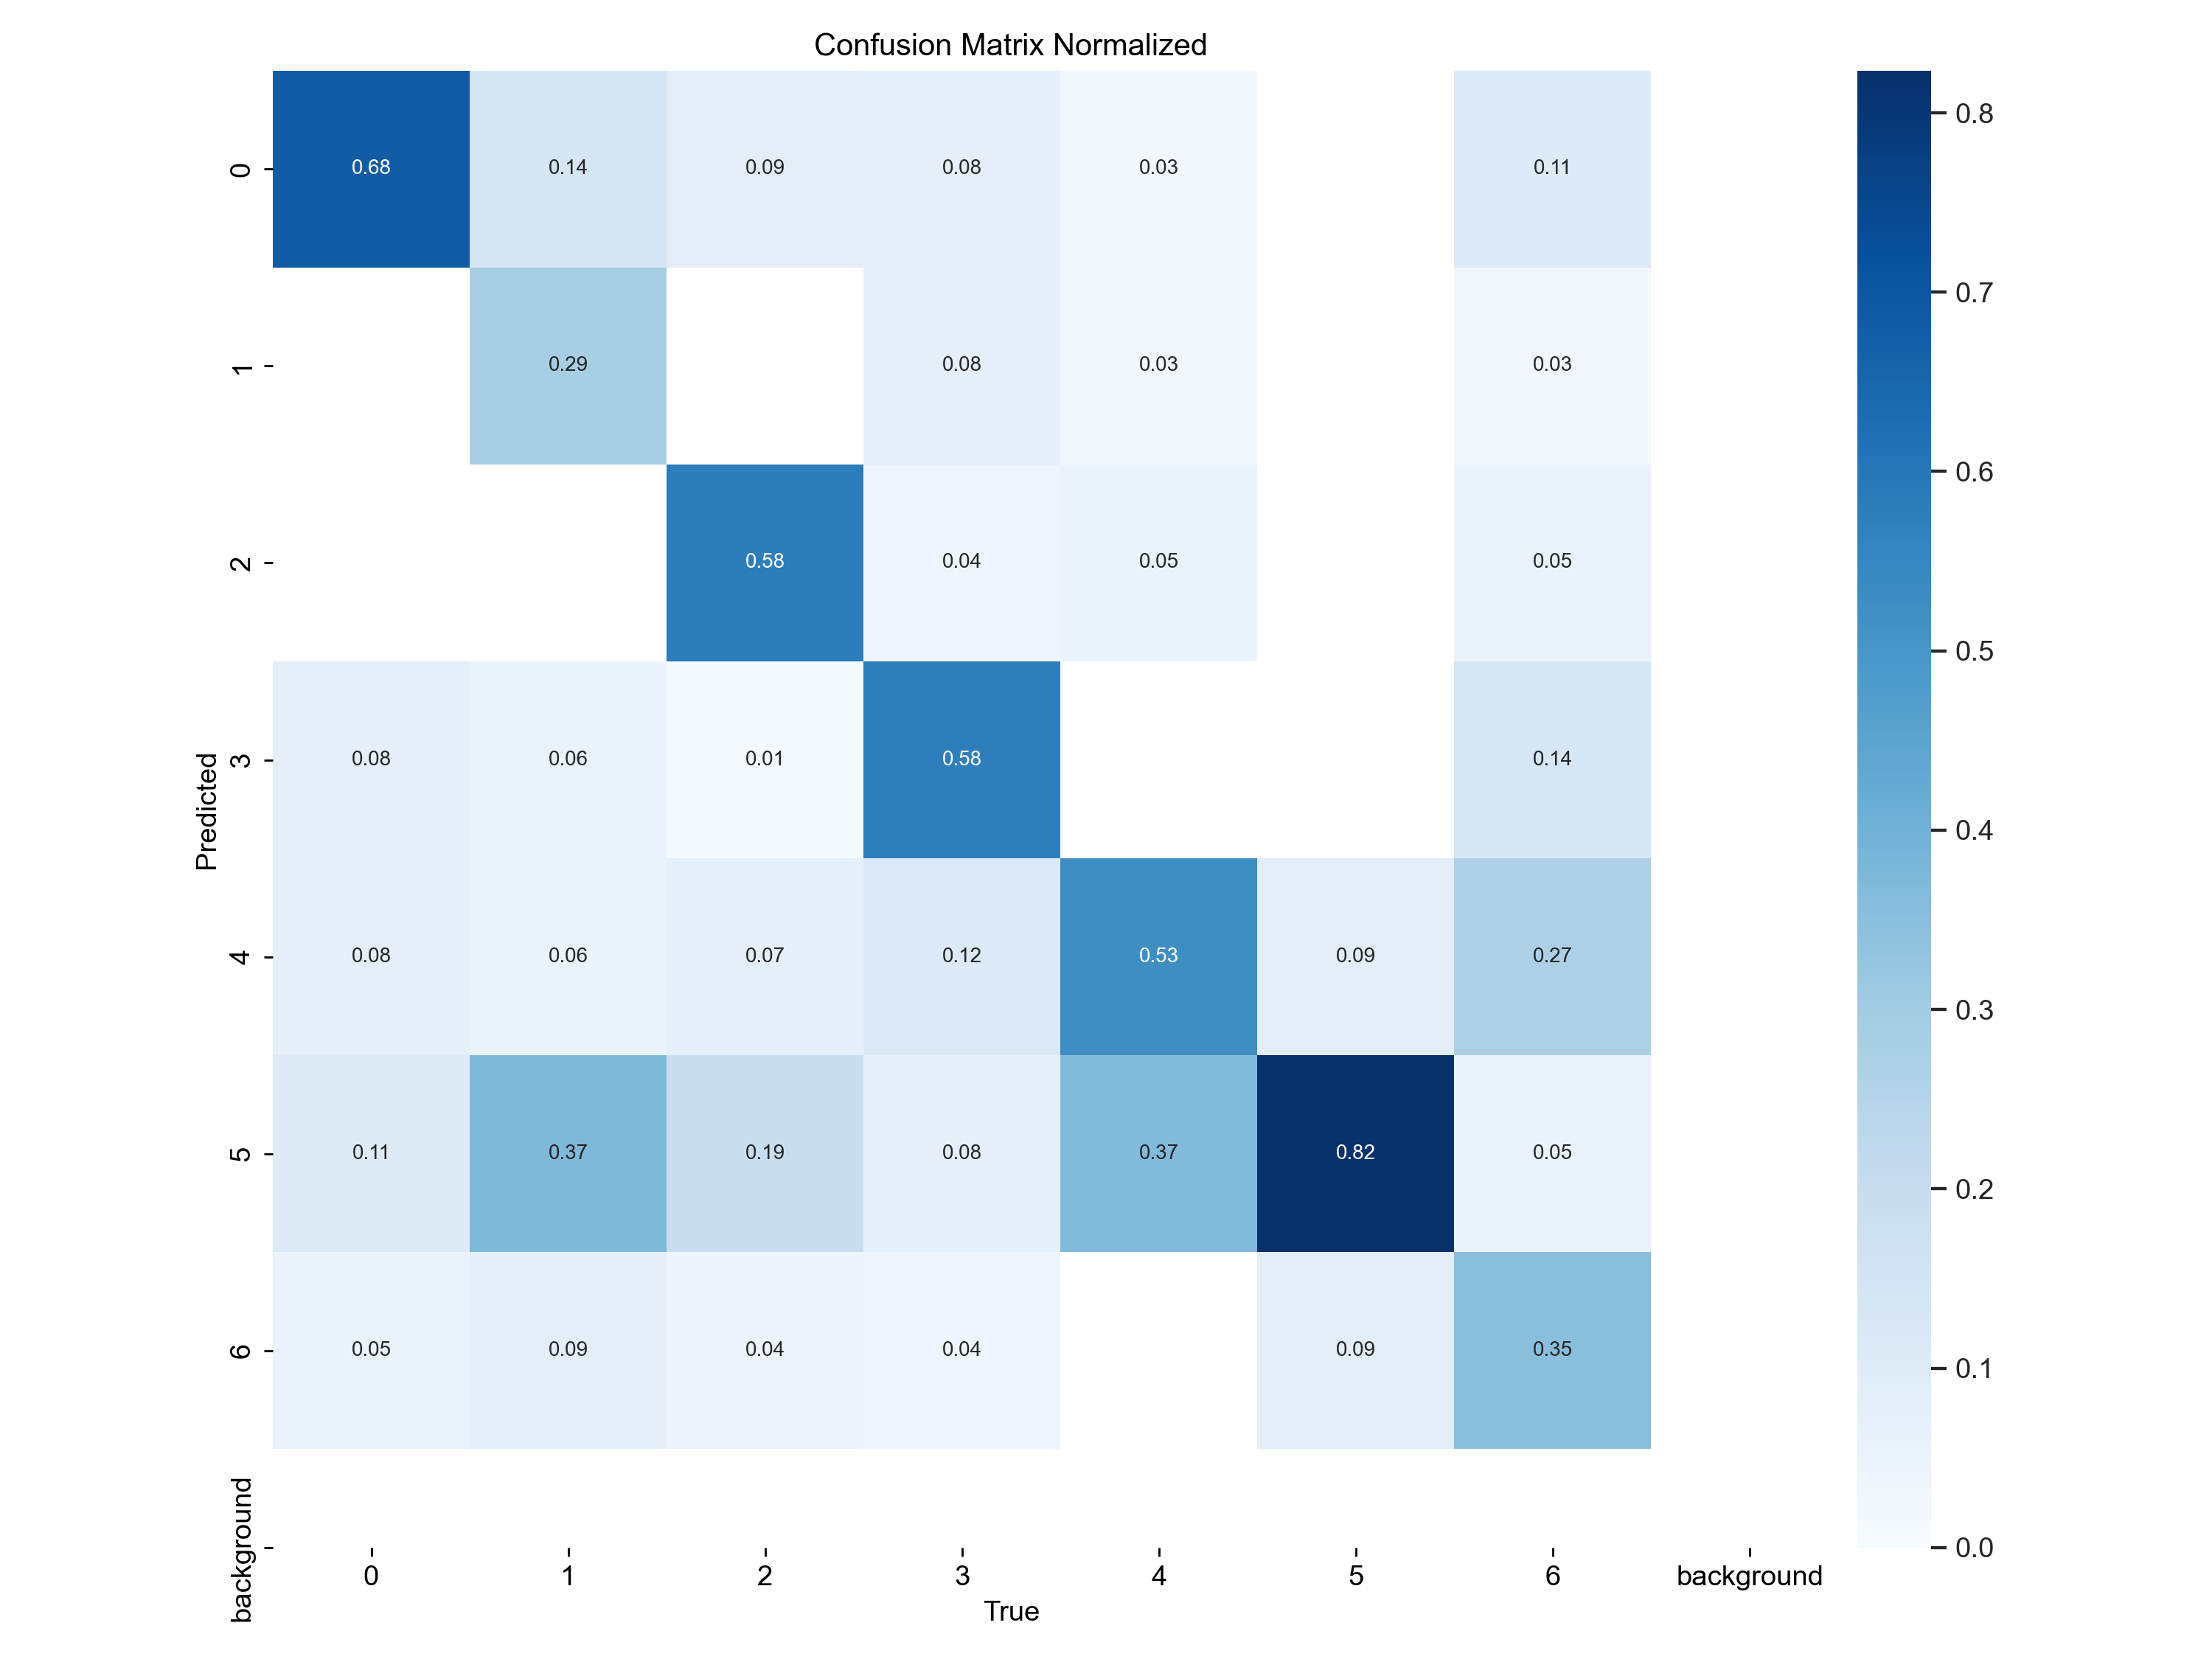 Confusion Matrix Normalized
0 0.68 0.14 0.09 0.08 0.03 0.11
1 0.29 0.08 0.03 0.03
2 0.58 0.04 0.05 0.05
3 0.08 0.06 0.01 0.58 0.14
4 0.08 0.06 0.07 0.12 0.53 0.09 0.27
5 0.11 0.37 0.19 0.08 0.37 0.82 0.05
6 0.05 0.09 0.04 0.04 0.09 0.35
background
Predicted
0 1 2 3 4 5 6 background
True
0.8
0.7
0.6
0.5
0.4
0.3
0.2
0.1
0.0